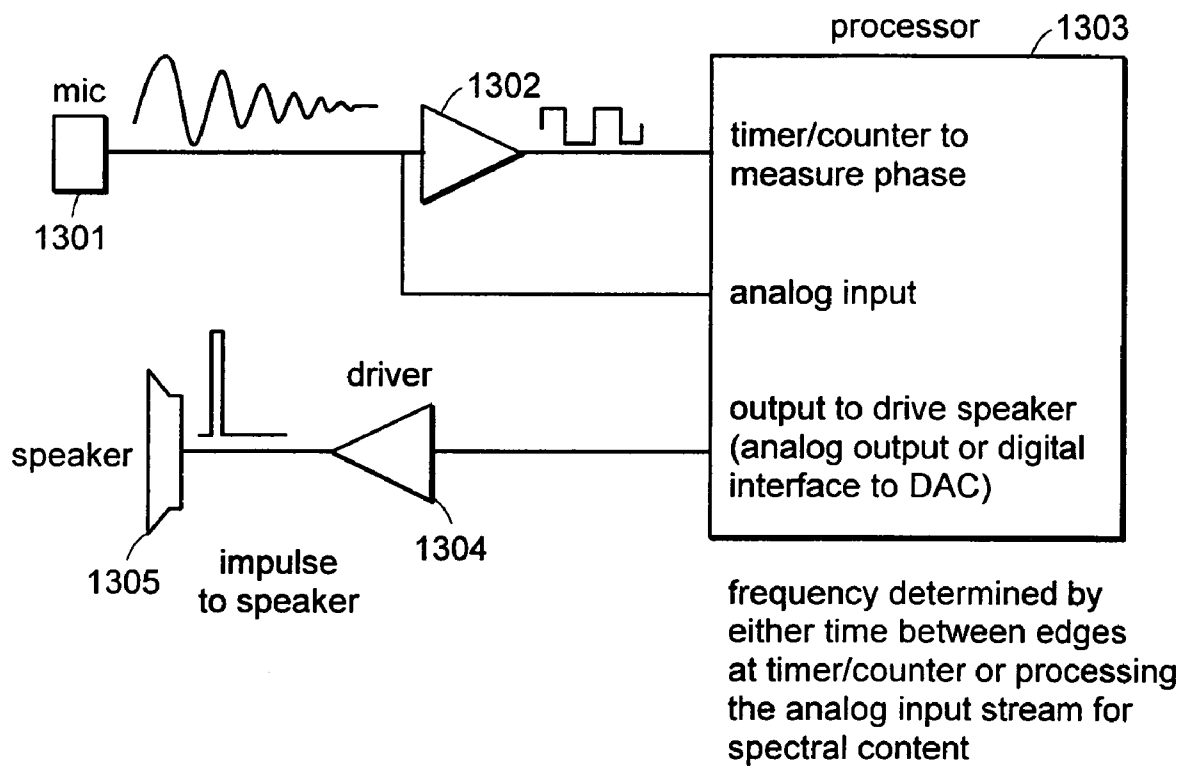 processor
1303
mic
1302
timer/counter to
measure phase
1301
analog input
driver
output to drive speaker
(analog output or digital
interface to DAC)
speaker
1304
1305
impulse
to speaker
frequency determined by
either time between edges
at timer/counter or processing
the analog input stream for
spectral content